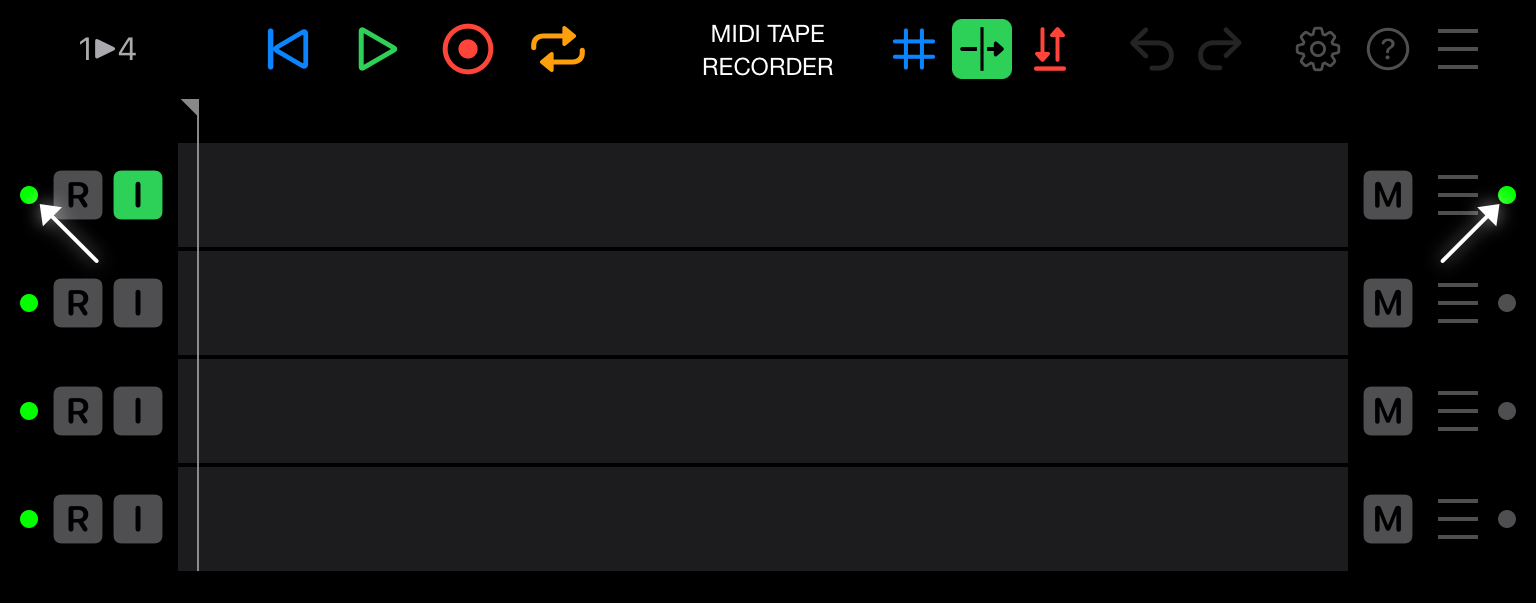 1▶4
MIDI TAPE
RECORDER
?
R I M
R I M
R I M
R I M